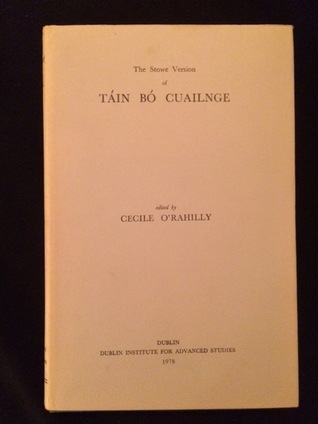 The Stowe Version
of
TÁIN BÓ CUAILNGE
edited by
CECILE O'RAHILLY
DUBLIN
DUBLIN INSTITUTE FOR ADVANCED STUDIES
1978